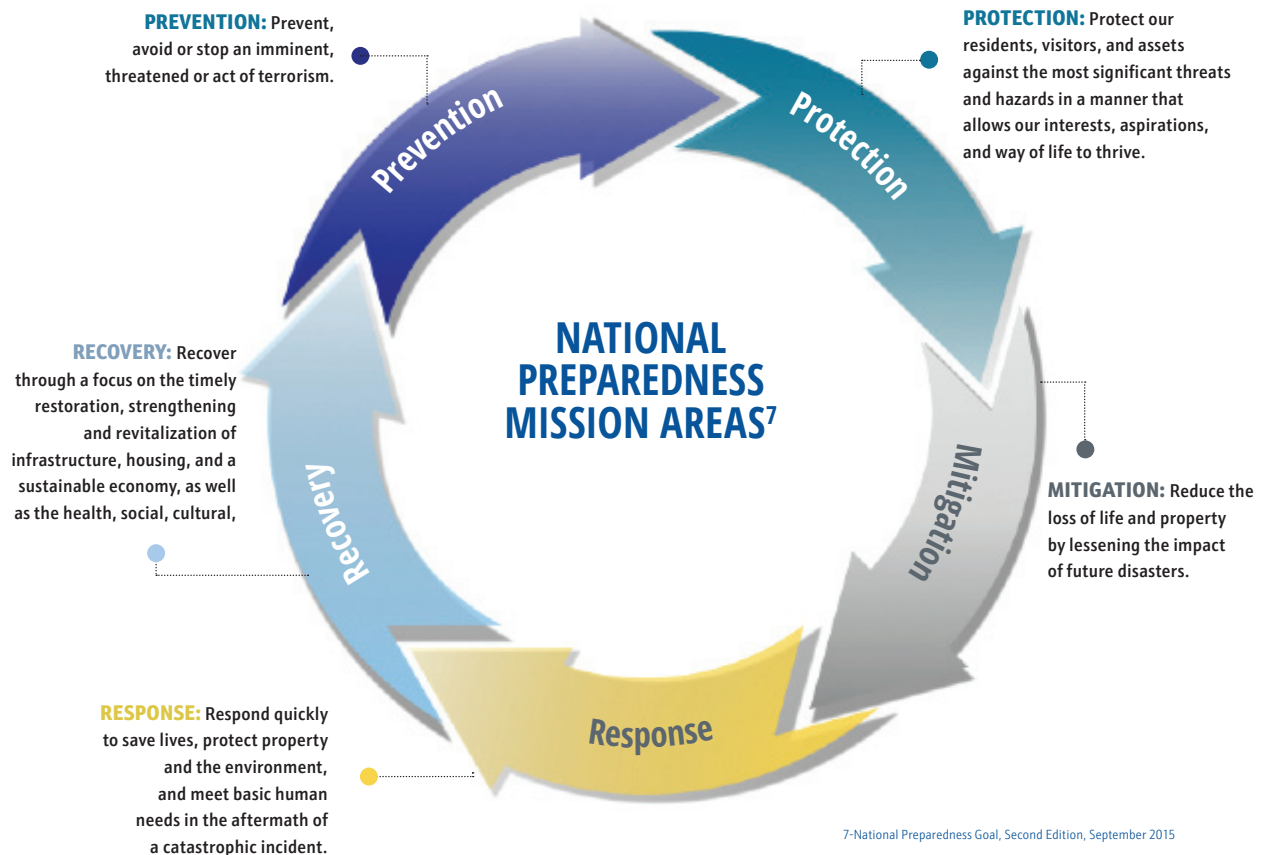 PREVENTION: Prevent,
avoid or stop an imminent,
threatened or act of terrorism.
PROTECTION: Protect our
residents, visitors, and assets
against the most significant threats
and hazards in a manner that
allows our interests, aspirations,
and way of life to thrive.
Prevention
Protection
NATIONAL
PREPAREDNESS
MISSION AREAS7
RECOVERY: Recover
through a focus on the timely
restoration, strengthening
and revitalization of
infrastructure, housing, and a
sustainable economy, as well
as the health, social, cultural,
Recovery
Mitigation
MITIGATION: Reduce the
loss of life and property
by lessening the impact
of future disasters.
Response
RESPONSE: Respond quickly
to save lives, protect property
and the environment,
and meet basic human
needs in the aftermath of
a catastrophic incident.
7-National Preparedness Goal, Second Edition, September 2015